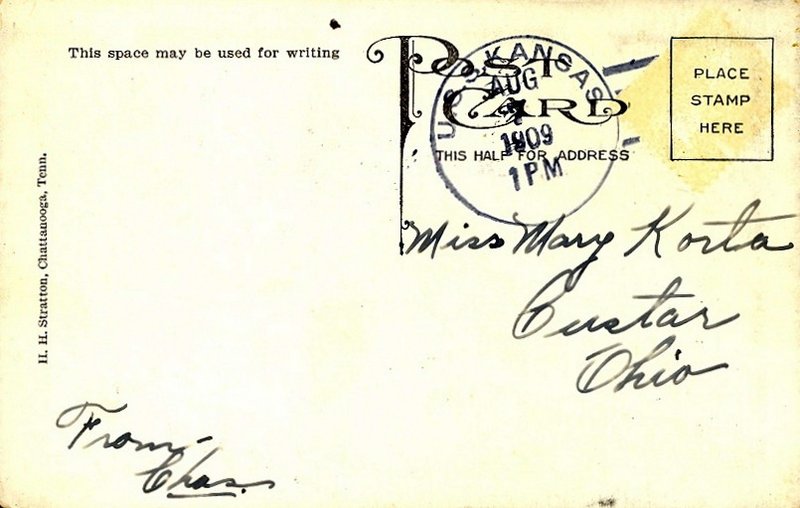 This space may be used for writing
POST CARD
THIS HALF FOR ADDRESS
PLACE
STAMP
HERE
U.S.S. KANSAS
AUG
1909
1 PM
Miss Mary Korta
Custar
Ohio
H. H. Stratton, Chattanooga, Tenn.
From
Chas.